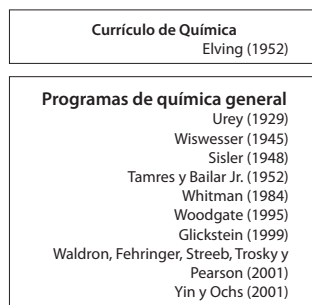 Currículo de Química
Elving (1952)
Programas de química general
Urey (1929)
Wiswesser (1945)
Sisler (1948)
Tamres y Bailar Jr. (1952)
Whitman (1984)
Woodgate (1995)
Glickstein (1999)
Waldron, Fehringer, Streeb, Trosky y
Pearson (2001)
Yin y Ochs (2001)